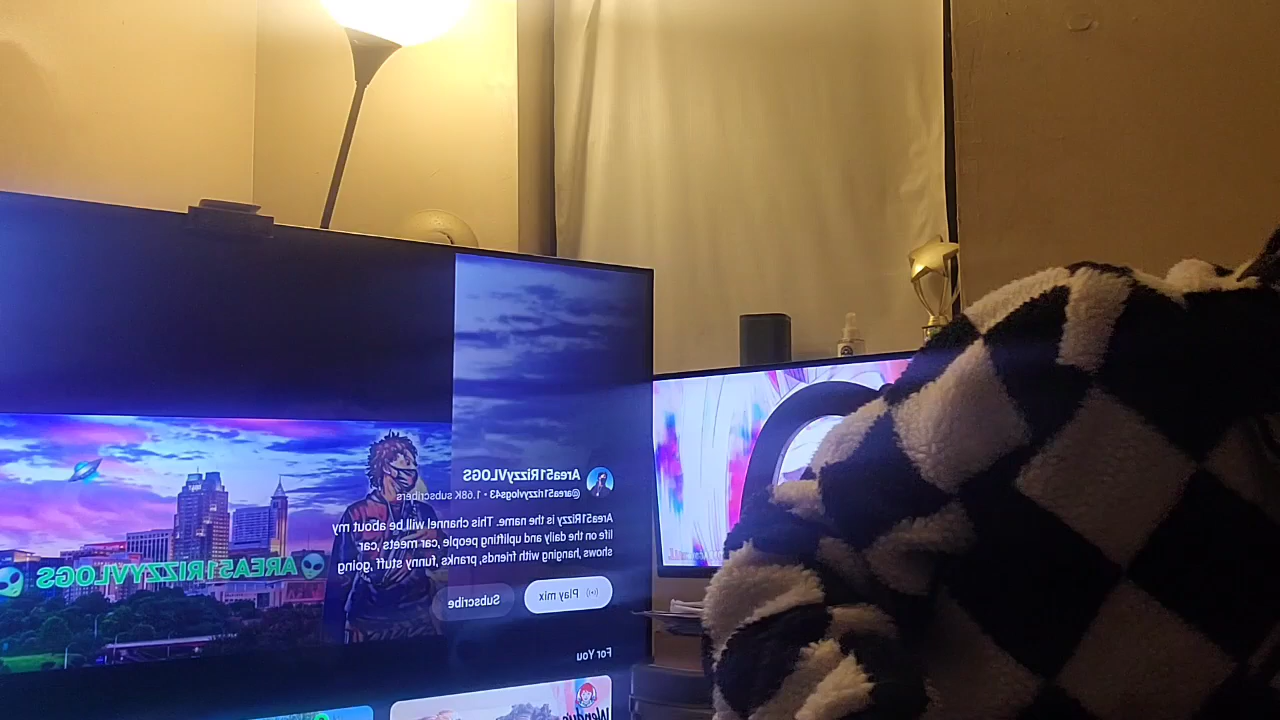 Area51RizzyVLOGS
@area51rizzyvlogs43 • 1.68K subscribers
Area51Rizzy is the name. This channel will be about my
life on the daily and uplifting people, car meets, car
shows, hanging with friends, pranks, funny stuff, going
Play mix
Subscribe
AREA51RIZZYVLOGS
For You
Wendy's